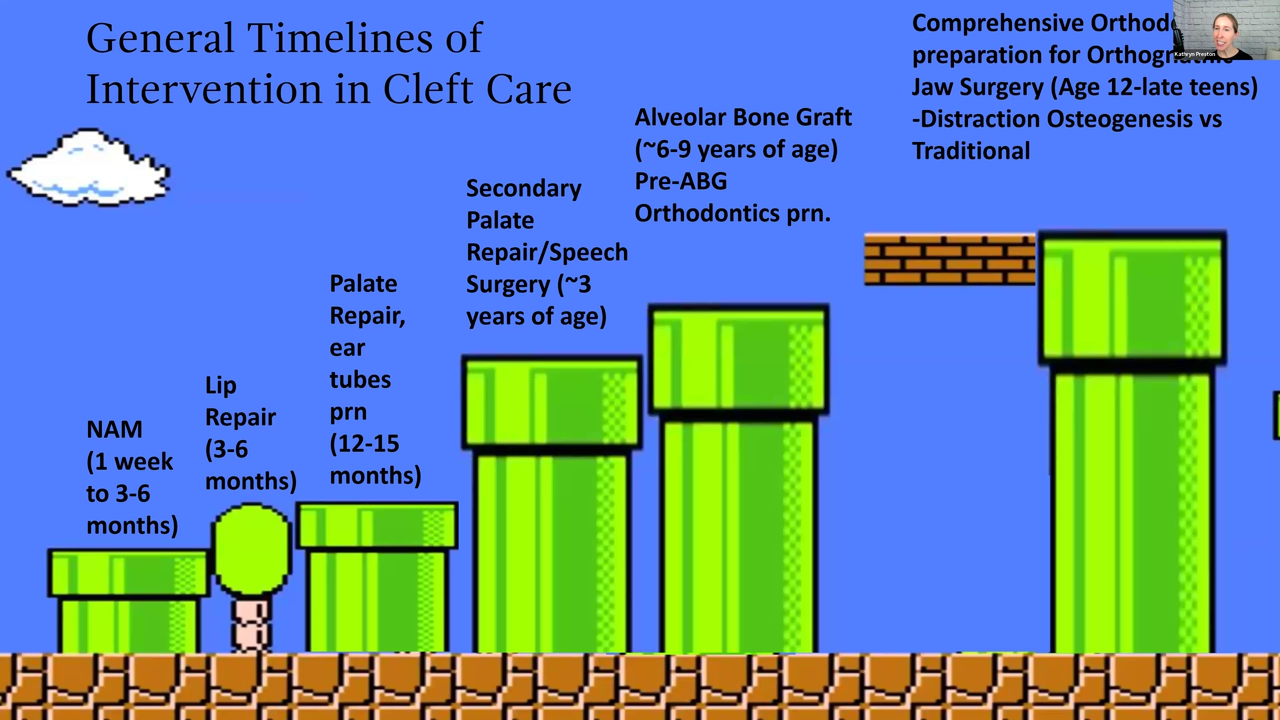 General Timelines of
Intervention in Cleft Care
NAM
(1 week
to 3-6
months)
Lip
Repair
(3-6
months)
Palate
Repair,
ear
tubes
prn
(12-15
months)
Secondary
Palate
Repair/Speech
Surgery (~3
years of age)
Alveolar Bone Graft
(~6-9 years of age)
Pre-ABG
Orthodontics prn.
Comprehensive
preparation for
Jaw Surgery (Age 12-late teens)
-Distraction Osteogenesis vs
Traditional
Kathryn Preston